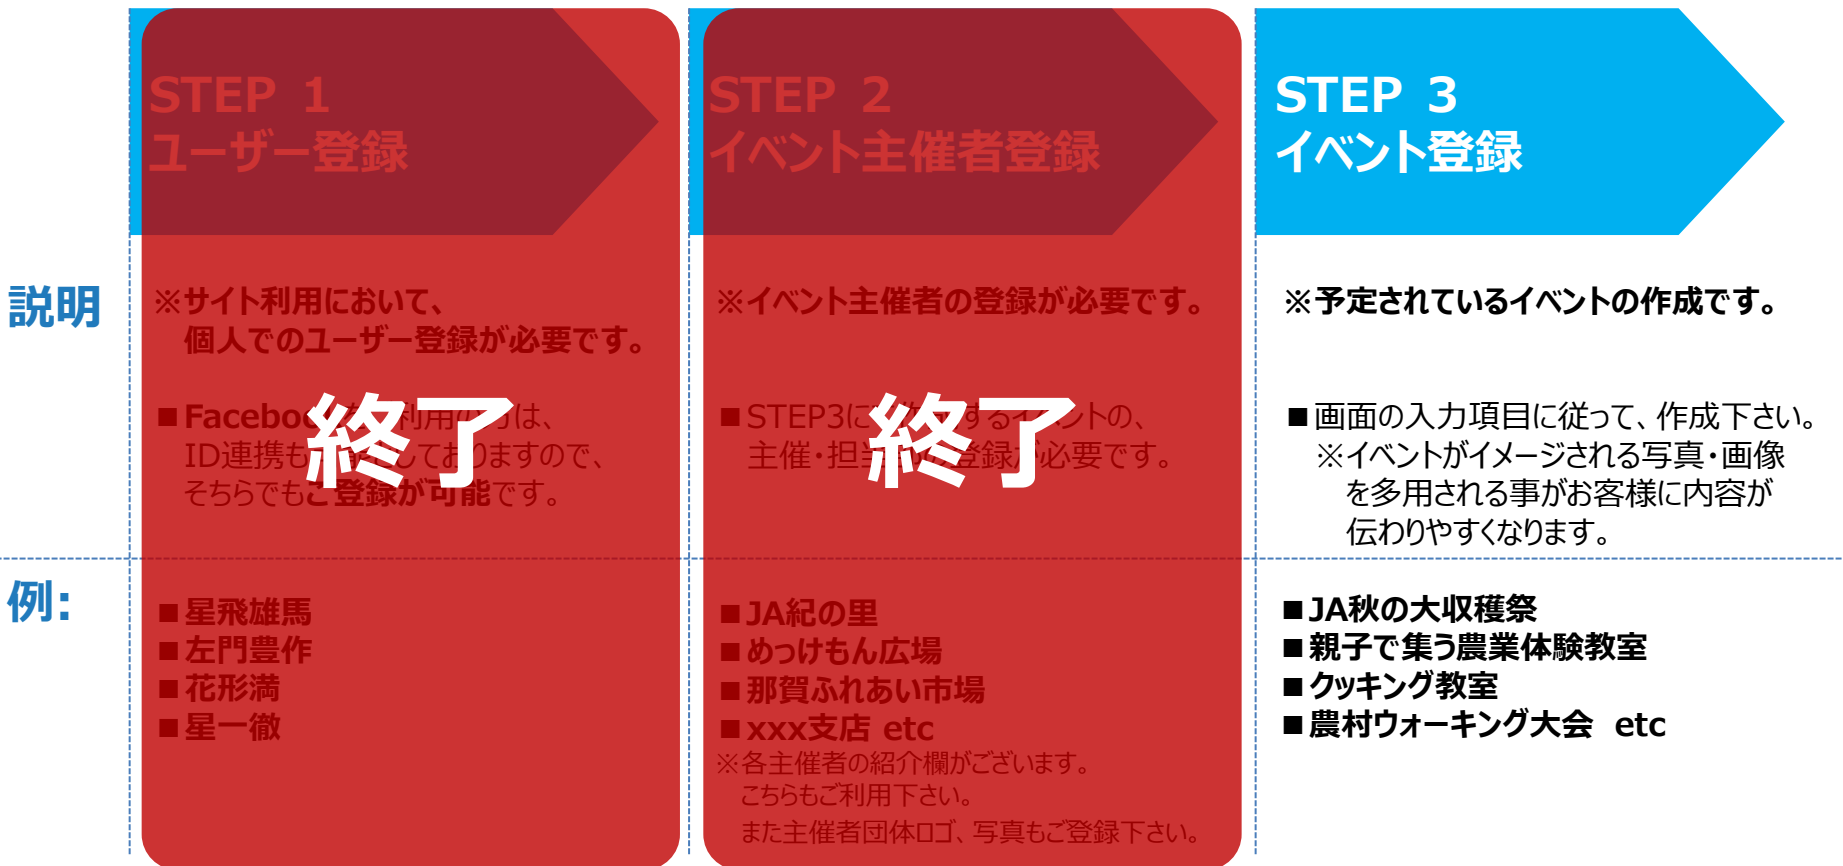 STEP 1
ユーザー登録
STEP 2
イベント主催者登録
STEP 3
イベント登録
説明
※サイト利用において、
個人でのユーザー登録が必要です。
■Facebo 利用の方は、
ID連携も しておりますので、
そちらでもご登録が可能です。
終了
※イベント主催者の登録が必要です。
■STEP3に するイベントの、
主催・担当 の登録が必要です。
終了
※予定されているイベントの作成です。
■画面の入力項目に従って、作成下さい。
※イベントがイメージされる写真・画像
を多用される事がお客様に内容が
伝わりやすくなります。
例:
■星飛雄馬
■左門豊作
■花形満
■星一徹
■JA紀の里
■めっけもん広場
■那賀ふれあい市場
■xxx支店 etc
※各主催者の紹介欄がございます。
こちらもご利用下さい。
また主催者団体ロゴ、写真もご登録下さい。
■JA秋の大収穫祭
■親子で集う農業体験教室
■クッキング教室
■農村ウォーキング大会 etc